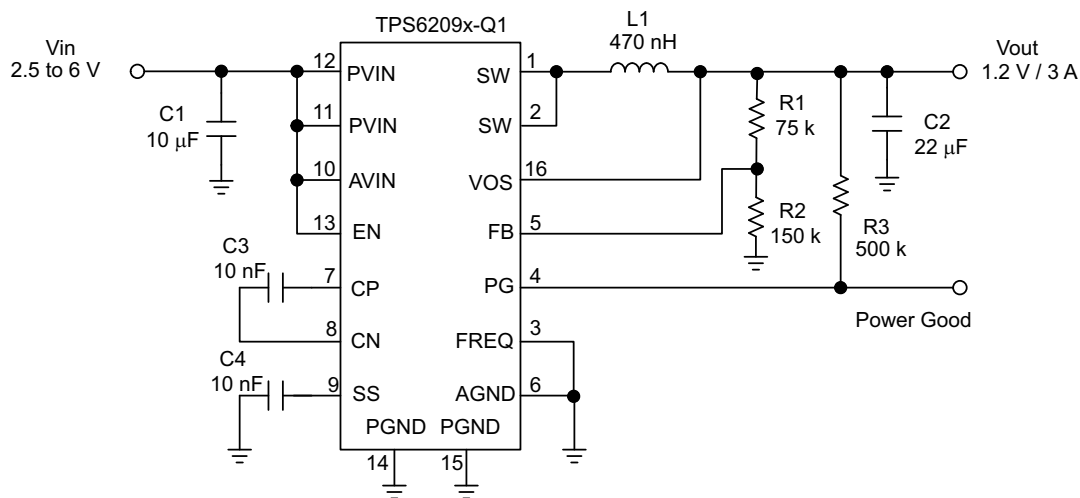 TPS6209x-Q1
Vin
2.5 to 6 V
L1
470 nH
Vout
1.2 V / 3 A
12
PVIN
SW
1
11
PVIN
SW
2
10
AVIN
VOS
16
13
EN
FB
5
7
CP
PG
4
8
CN
FREQ
3
9
SS
AGND
6
PGND
PGND
14
15
C1
10 μF
C3
10 nF
C4
10 nF
R1
75 k
R2
150 k
R3
500 k
C2
22 μF
Power Good